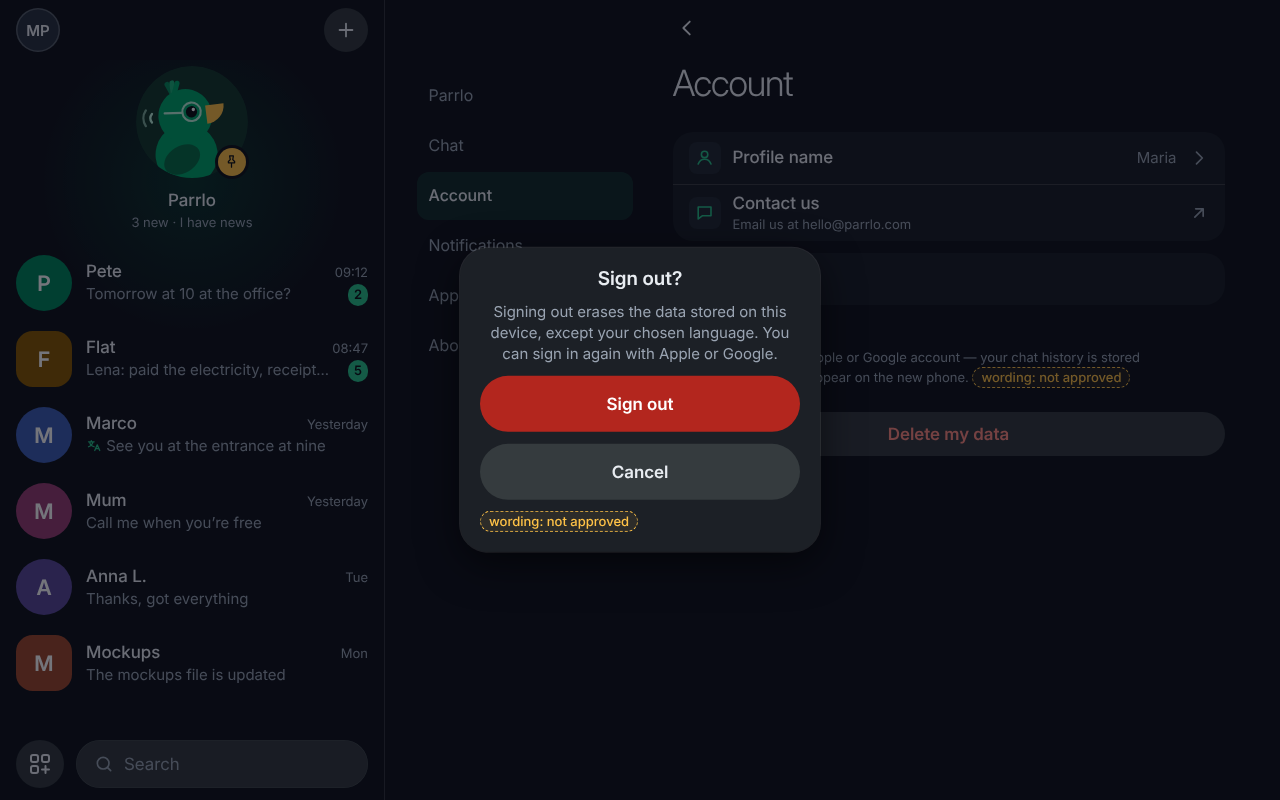 MP
Parrlo
3 new · I have news
Pete
09:12
Tomorrow at 10 at the office?
2
P
Flat
08:47
Lena: paid the electricity, receipt…
5
F
Marco
Yesterday
See you at the entrance at nine
M
Mum
Yesterday
Call me when you're free
M
Anna L.
Tue
Thanks, got everything
A
Mockups
Mon
The mockups file is updated
M
Search
Parrlo
Chat
Account
Notifications
Account
Profile name
Maria
Contact us
Email us at hello@parrlo.com
or Google account — your chat history is stored
on the new phone. wording: not approved
Delete my data
Sign out?
Signing out erases the data stored on this
device, except your chosen language. You
can sign in again with Apple or Google.
Sign out
Cancel
wording: not approved